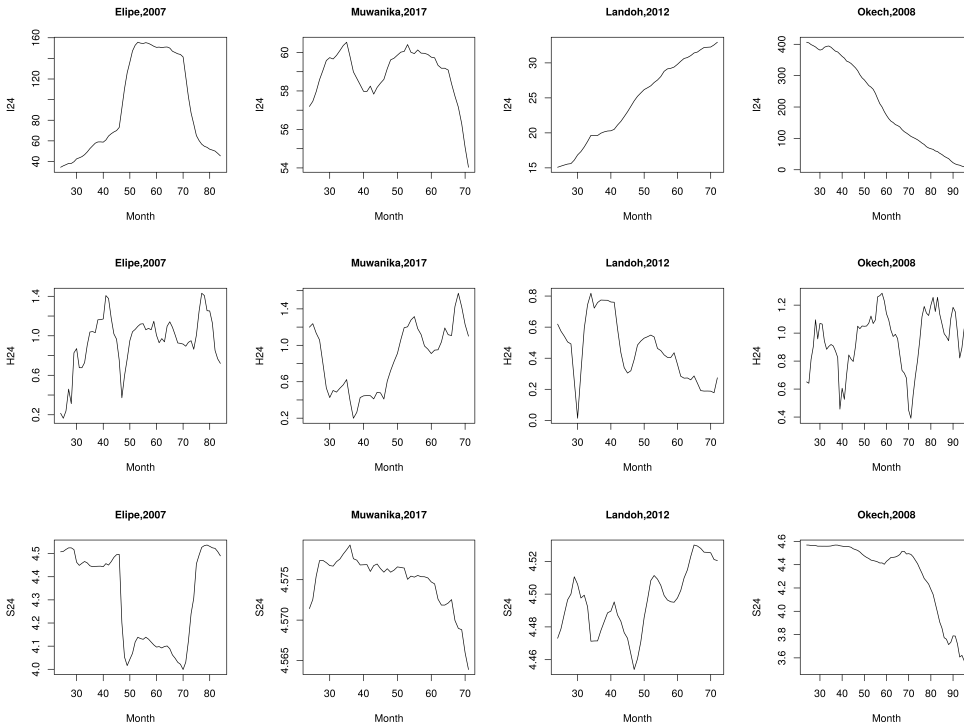 Elipe,2007
Muwanika,2017
Landoh,2012
Okech,2008
I24
40 60 80 120 160
30 40 50 60 70 80
Month
I24
54 56 58 60
30 40 50 60 70
Month
I24
15 20 25 30
30 40 50 60 70
Month
I24
0 100 200 300 400
30 40 50 60 70 80 90
Month
Elipe,2007
Muwanika,2017
Landoh,2012
Okech,2008
H24
0.2 0.6 1.0 1.4
30 40 50 60 70 80
Month
H24
0.2 0.6 1.0 1.4
30 40 50 60 70
Month
H24
0.0 0.2 0.4 0.6 0.8
30 40 50 60 70
Month
H24
0.4 0.6 0.8 1.0 1.2
30 40 50 60 70 80 90
Month
Elipe,2007
Muwanika,2017
Landoh,2012
Okech,2008
S24
4.0 4.1 4.2 4.3 4.4 4.5
30 40 50 60 70 80
Month
S24
4.565 4.570 4.575
30 40 50 60 70
Month
S24
4.46 4.48 4.50 4.52
30 40 50 60 70
Month
S24
3.6 3.8 4.0 4.2 4.4 4.6
30 40 50 60 70 80 90
Month